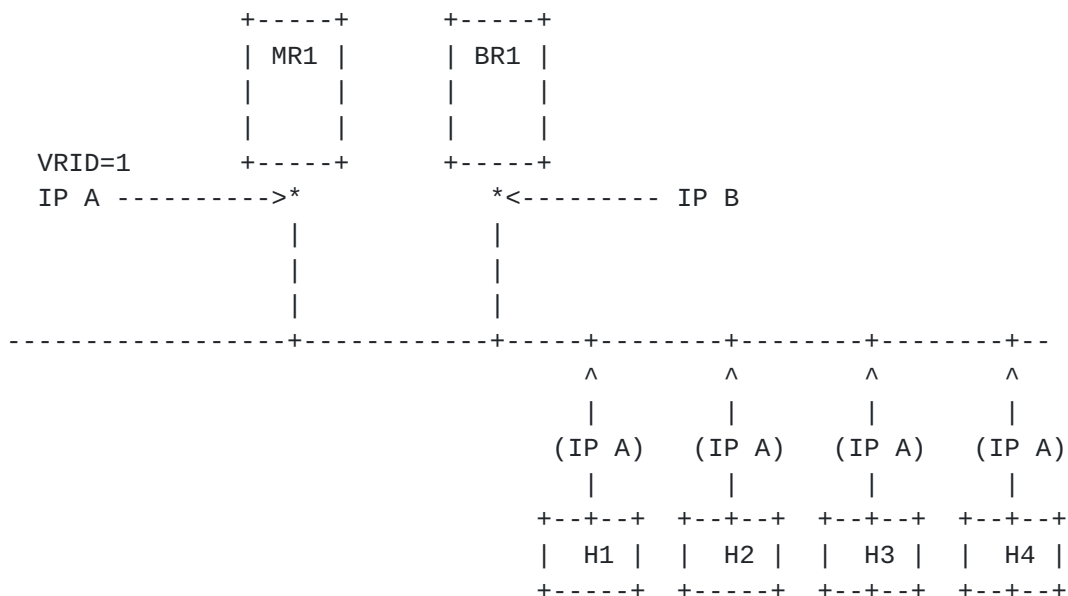 +-----+      +-----+
| MR1 |      | BR1 |
|     |      |     |
|     |      |     |
VRID=1       +-----+      +-----+
IP A ---------->*            *<--------- IP B
|            |
|            |
|            |
------------------+------------+-----+--------+--------+--------+--
^        ^        ^        ^
|        |        |        |
(IP A)   (IP A)   (IP A)   (IP A)
|        |        |        |
+--+--+  +--+--+  +--+--+  +--+--+
|  H1 |  |  H2 |  |  H3 |  |  H4 |
+-----+  +-----+  +--+--+  +--+--+